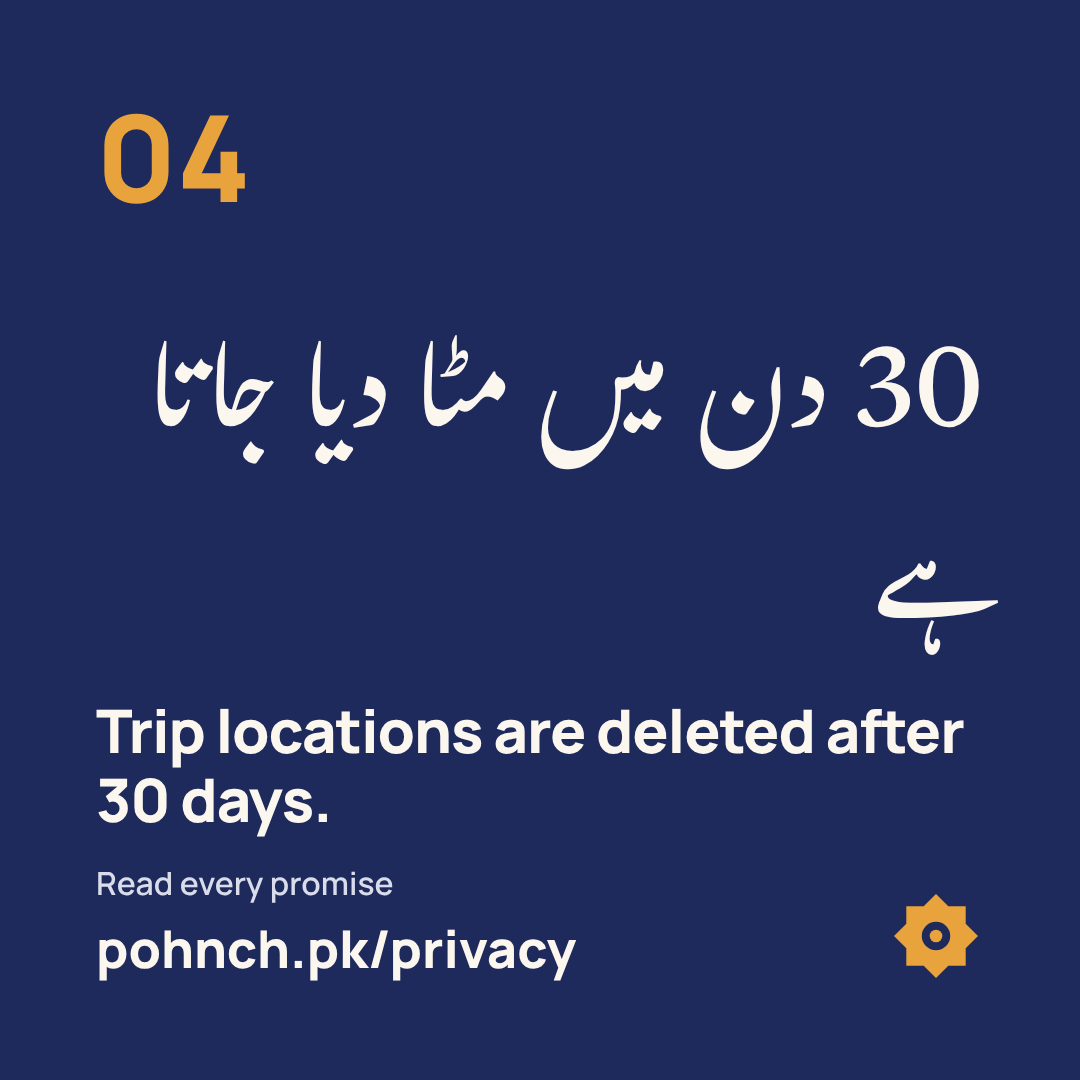 04
30 دن میں مٹا دیا جاتا
ہے
Trip locations are deleted after
30 days.
Read every promise
pohnch.pk/privacy